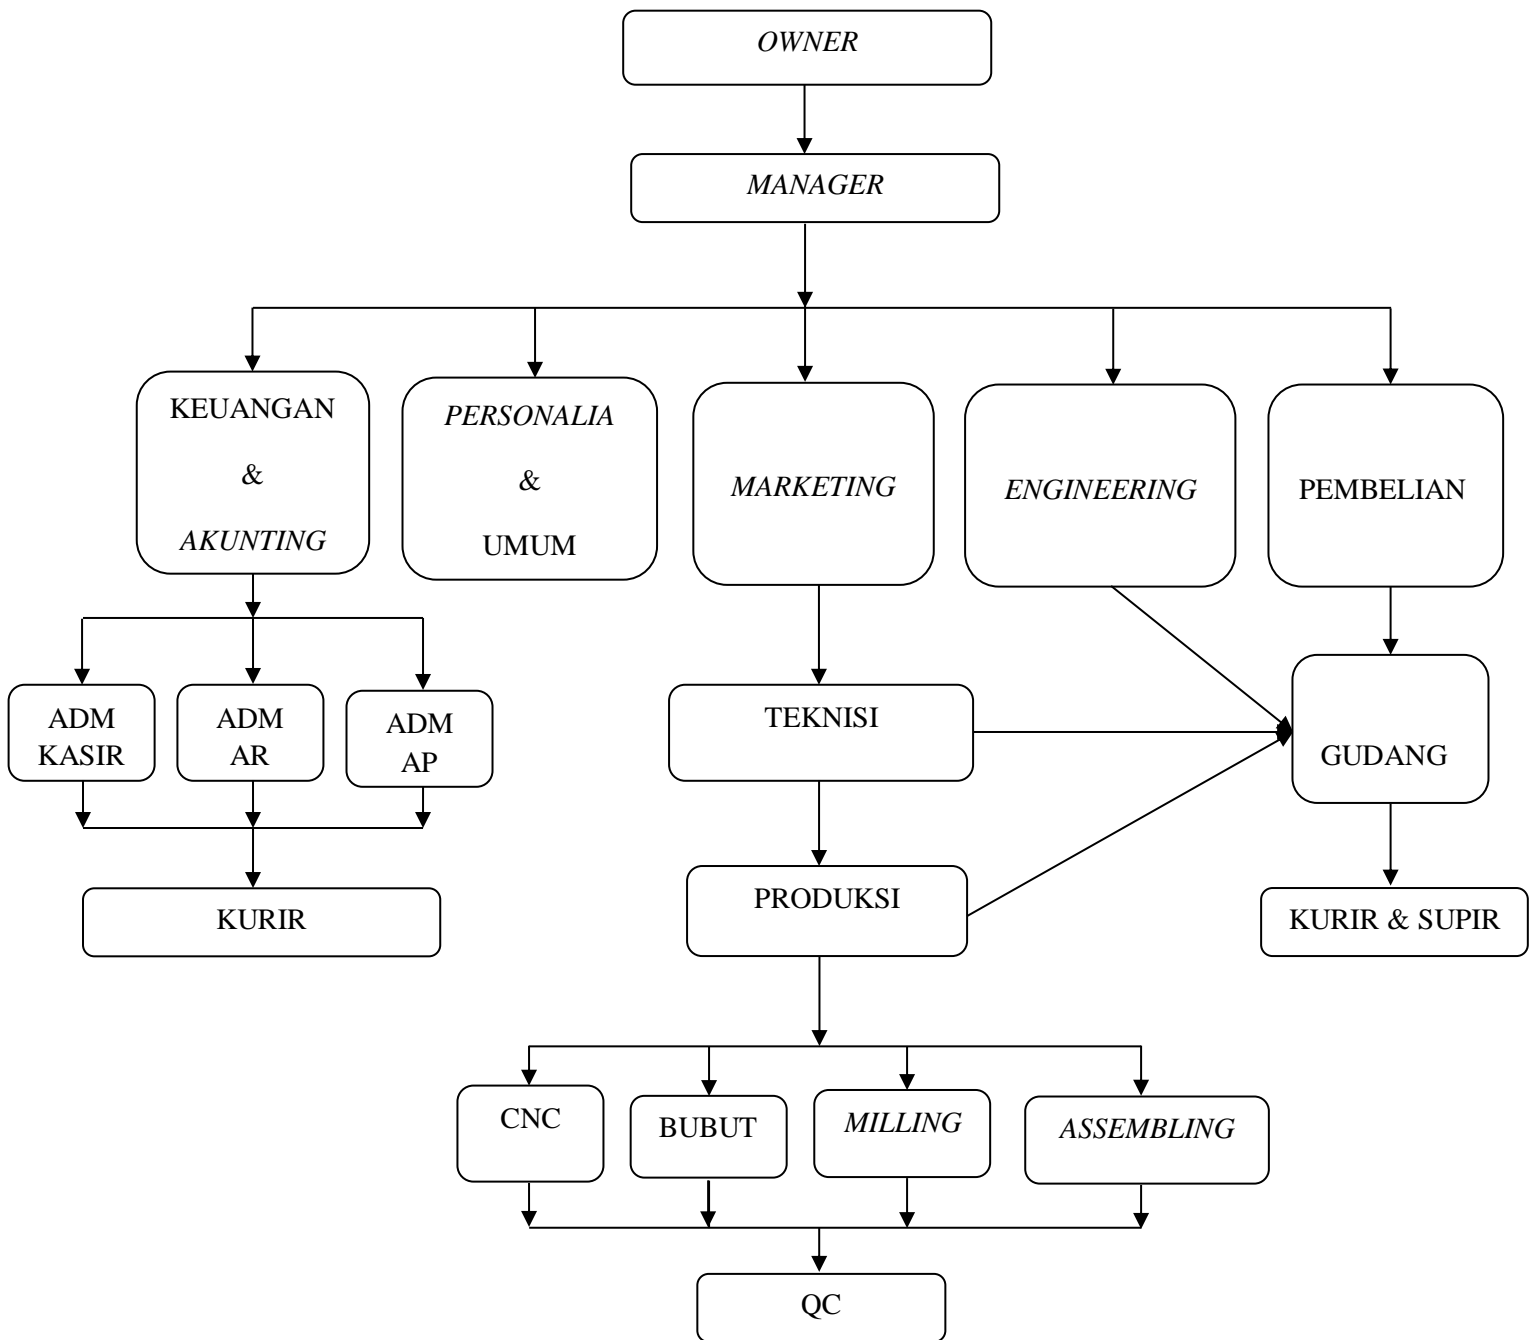 OWNER
MANAGER
KEUANGAN
&
AKUNTING
PERSONALIA
&
UMUM
MARKETING
ENGINEERING
PEMBELIAN
ADM
KASIR
ADM
AR
ADM
AP
TEKNISI
GUDANG
KURIR
PRODUKSI
KURIR & SUPIR
CNC
BUBUT
MILLING
ASSEMBLING
QC